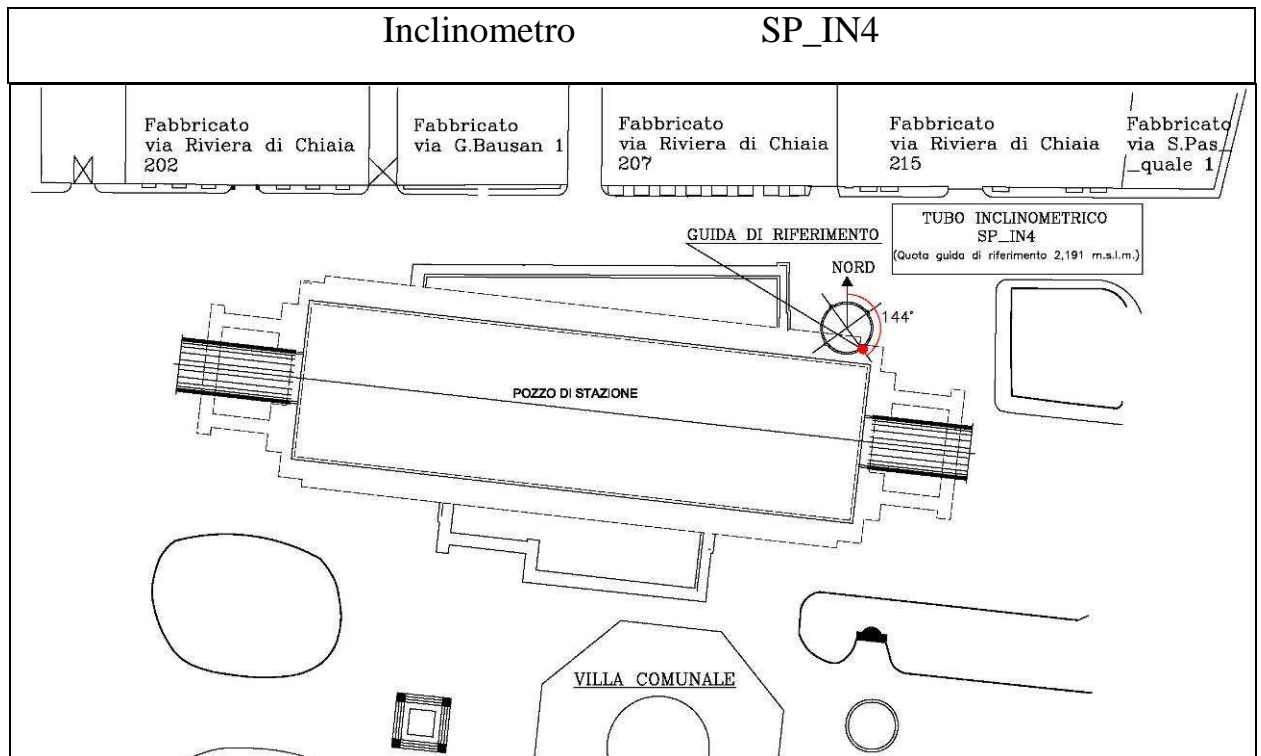 Inclinometro SP_IN4
Fabbricato
via Riviera di Chiaia
202
Fabbricato
via G.Bausan 1
Fabbricato
via Riviera di Chiaia
207
Fabbricato
via Riviera di Chiaia
215
Fabbricato
via S.Pas_
_quale 1
TUBO INCLINOMETRICO
SP_IN4
(Quota guida di riferimento 2,191 m.s.l.m.)
GUIDA DI RIFERIMENTO
NORD
144°
POZZO DI STAZIONE
VILLA COMUNALE